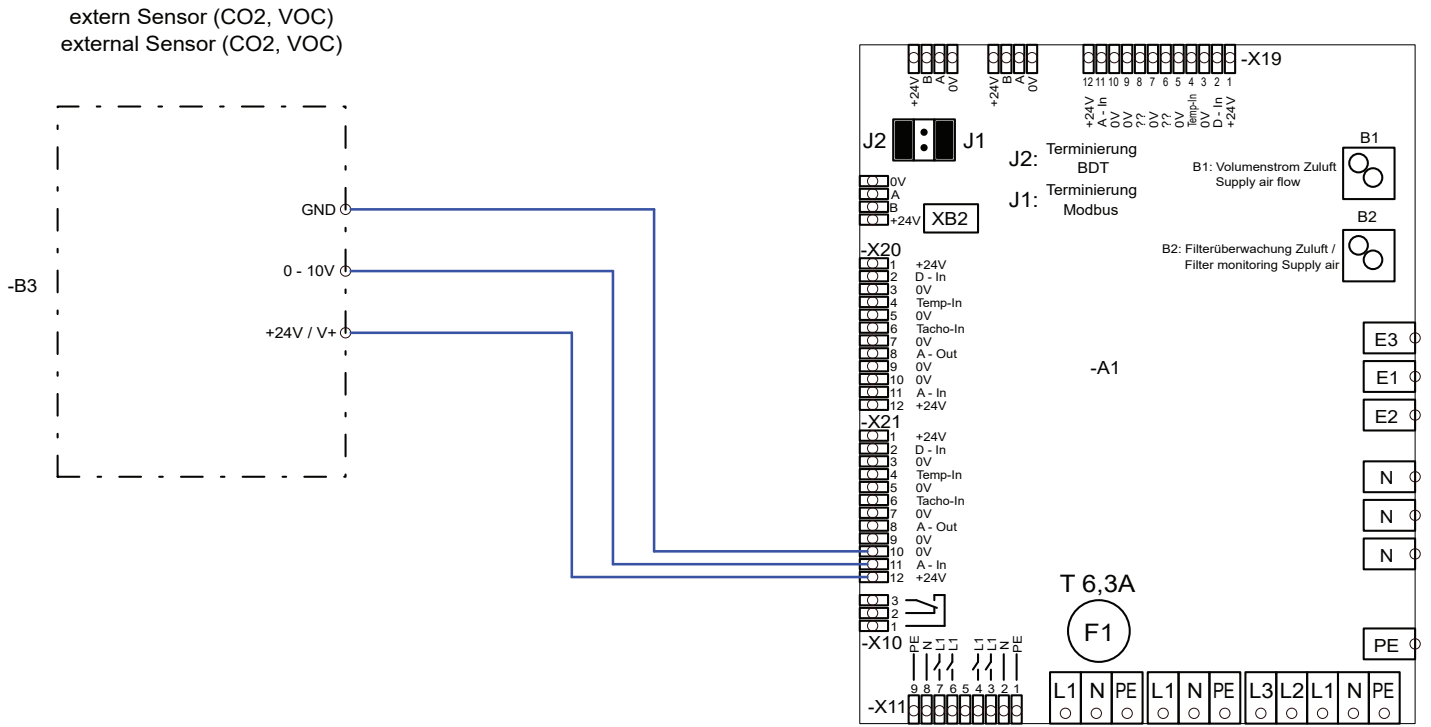 extern Sensor (CO2, VOC)
external Sensor (CO2, VOC)
-B3
GND
0 - 10V
+24V / V+
+24V
B
A
0V
+24V
B
A
0V
-X19
12 11 10 9 8 7 6 5 4 3 2 1
+24V
A - In
0V
0V
??
0V
??
0V
Temp-In
0V
D - In
+24V
J2
J1
J2: Terminierung
BDT
J1: Terminierung
Modbus
B1
B1: Volumenstrom Zuluft
Supply air flow
B2
B2: Filterüberwachung Zuluft /
Filter monitoring Supply air
0V
A
B
+24V
XB2
-X20
1 +24V
2 D - In
3 0V
4 Temp-In
5 0V
6 Tacho-In
7 0V
8 A - Out
9 0V
10 0V
11 A - In
12 +24V
-X21
1 +24V
2 D - In
3 0V
4 Temp-In
5 0V
6 Tacho-In
7 0V
8 A - Out
9 0V
10 0V
11 A - In
12 +24V
-A1
E3
E1
E2
N
N
N
PE
T 6,3A
F1
3
2
1
-X10
PE
N
L1
L1
L1
L1
N
PE
9 8 7 6 5 4 3 2 1
-X11
L1 N PE L1 N PE L3 L2 L1 N PE